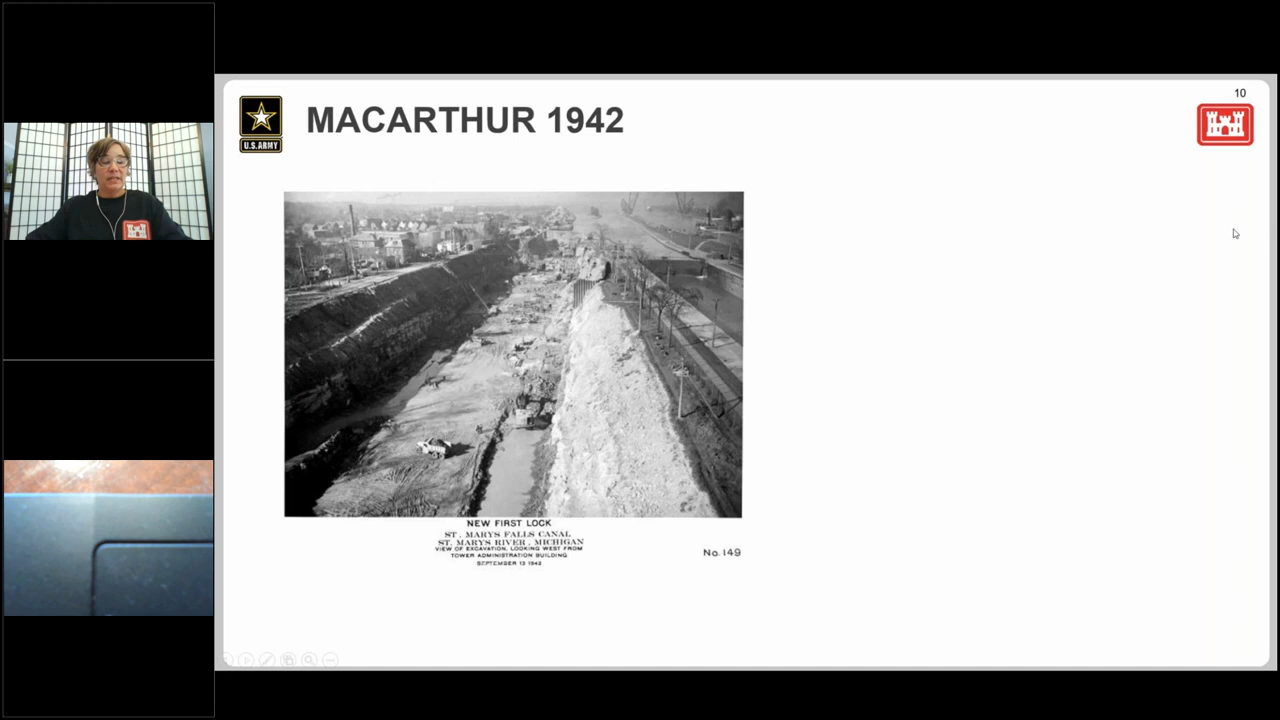 10
MACARTHUR 1942
U.S.ARMY
NEW FIRST LOCK
ST. MARYS FALLS CANAL
ST. MARYS RIVER, MICHIGAN
VIEW OF EXCAVATION, LOOKING WEST FROM
TOWER ADMINISTRATION BUILDING
SEPTEMBER 13 1942
No. 149